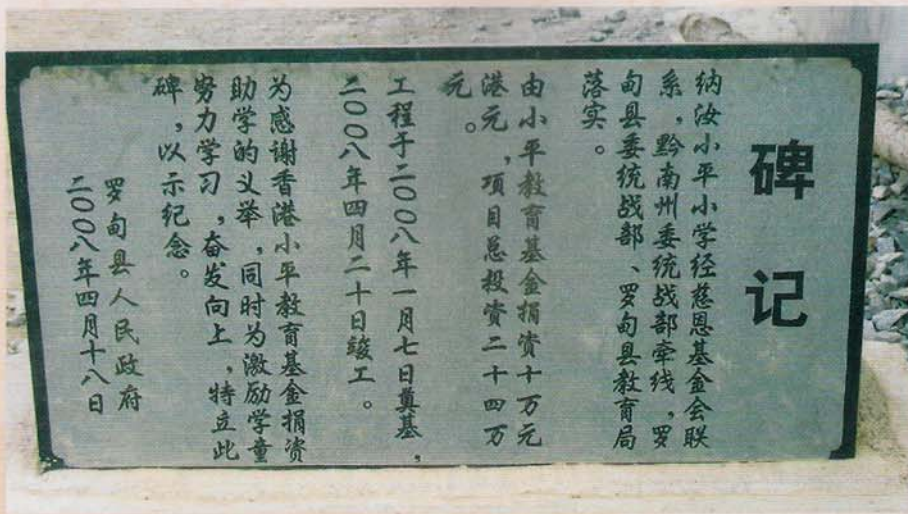 碑记
纳汝小平小学经慈恩基金会联
系，黔南州委统战部牵线，罗
甸县委统战部、罗甸县教育局
落实。
由小平教育基金捐资十万元
港元，项目总投资二十四万
元。
工程于二〇〇八年一月七日奠基，
二〇〇八年四月二十日竣工。
为感谢香港小平教育基金捐资
助学的义举，同时为激励学童
努力学习，奋发向上，特立此
碑，以示纪念。
罗甸县人民政府
二〇〇八年四月十八日